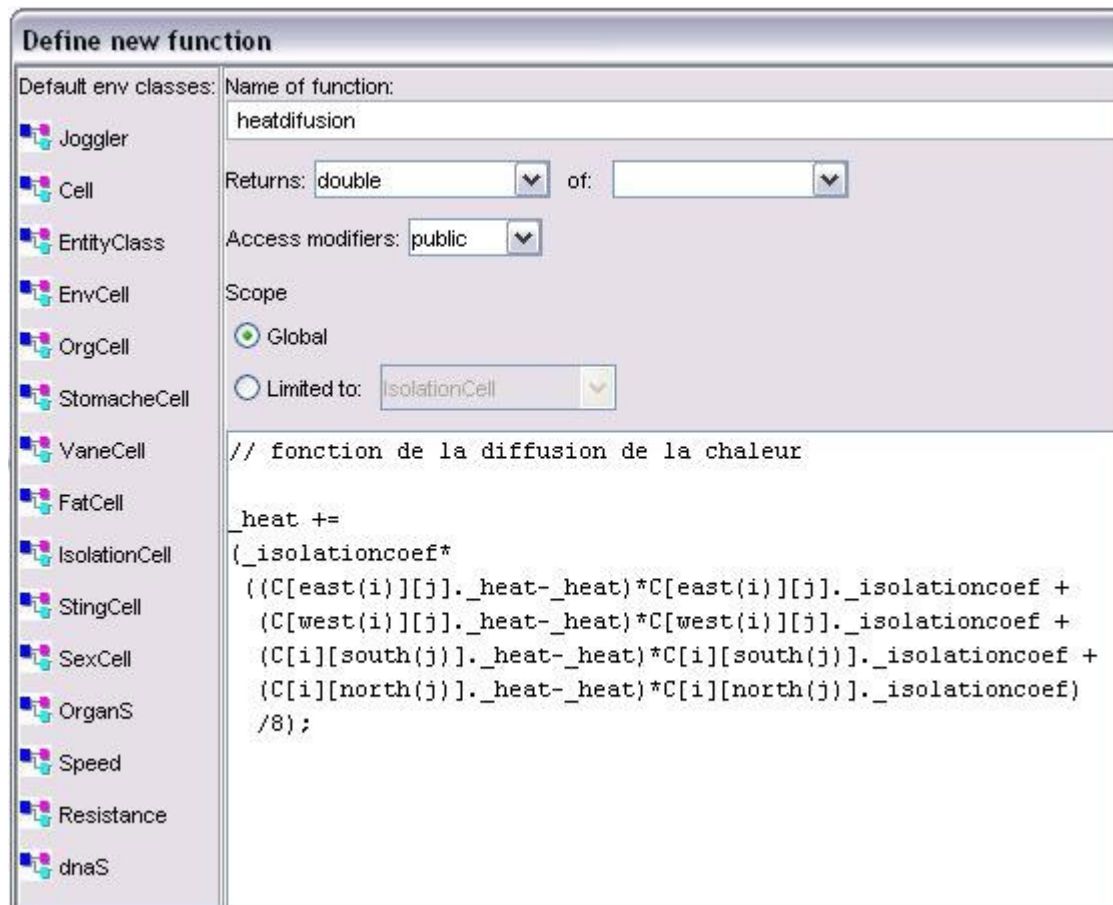 Define new function
Default env classes:
Joggler
Cell
EntityClass
EnvCell
OrgCell
StomacheCell
VaneCell
FatCell
IsolationCell
StingCell
SexCell
OrganS
Speed
Resistance
dnaS
Name of function:
heatdifusion
Returns: double of:
Access modifiers: public
Scope
Global
Limited to: IsolationCell
// fonction de la diffusion de la chaleur
_heat +=
(_isolationcoef*
((C[east(i)][j]._heat-_heat)*C[east(i)][j]._isolationcoef +
(C[west(i)][j]._heat-_heat)*C[west(i)][j]._isolationcoef +
(C[i][south(j)]._heat-_heat)*C[i][south(j)]._isolationcoef +
(C[i][north(j)]._heat-_heat)*C[i][north(j)]._isolationcoef)
/8);